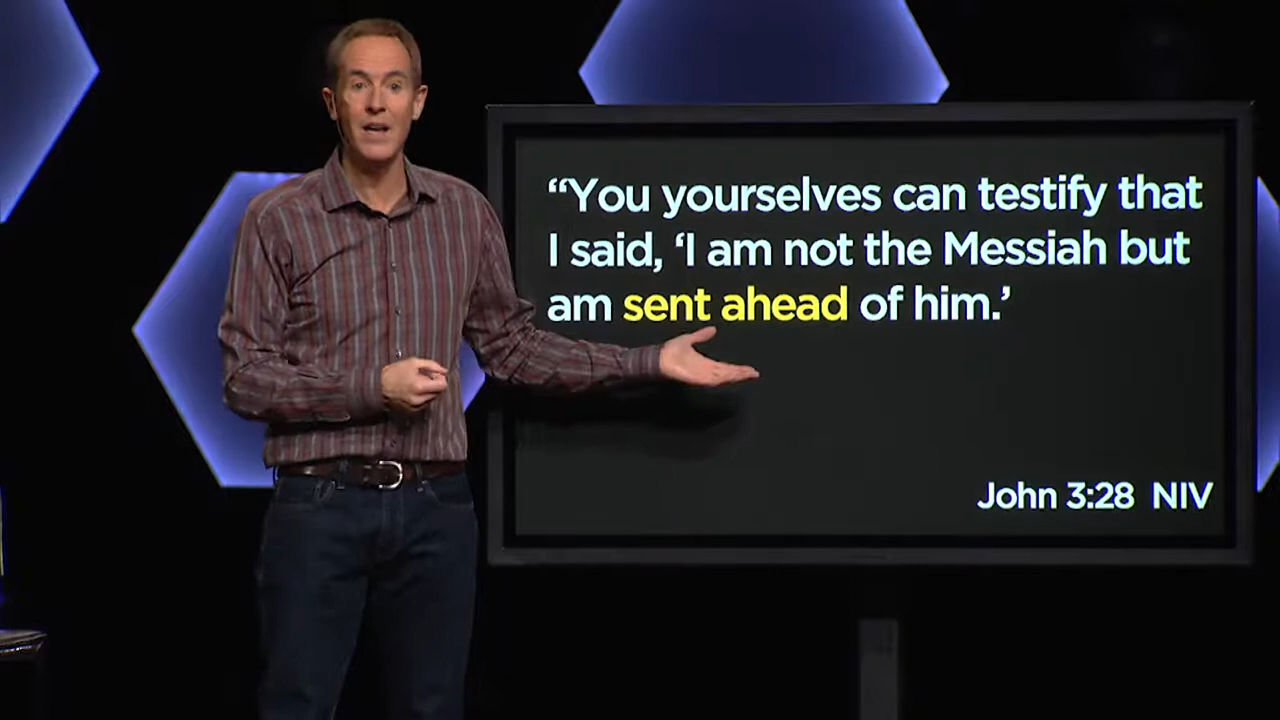 “You yourselves can testify that
I said, ‘I am not the Messiah but
am sent ahead of him.’
John 3:28 NIV